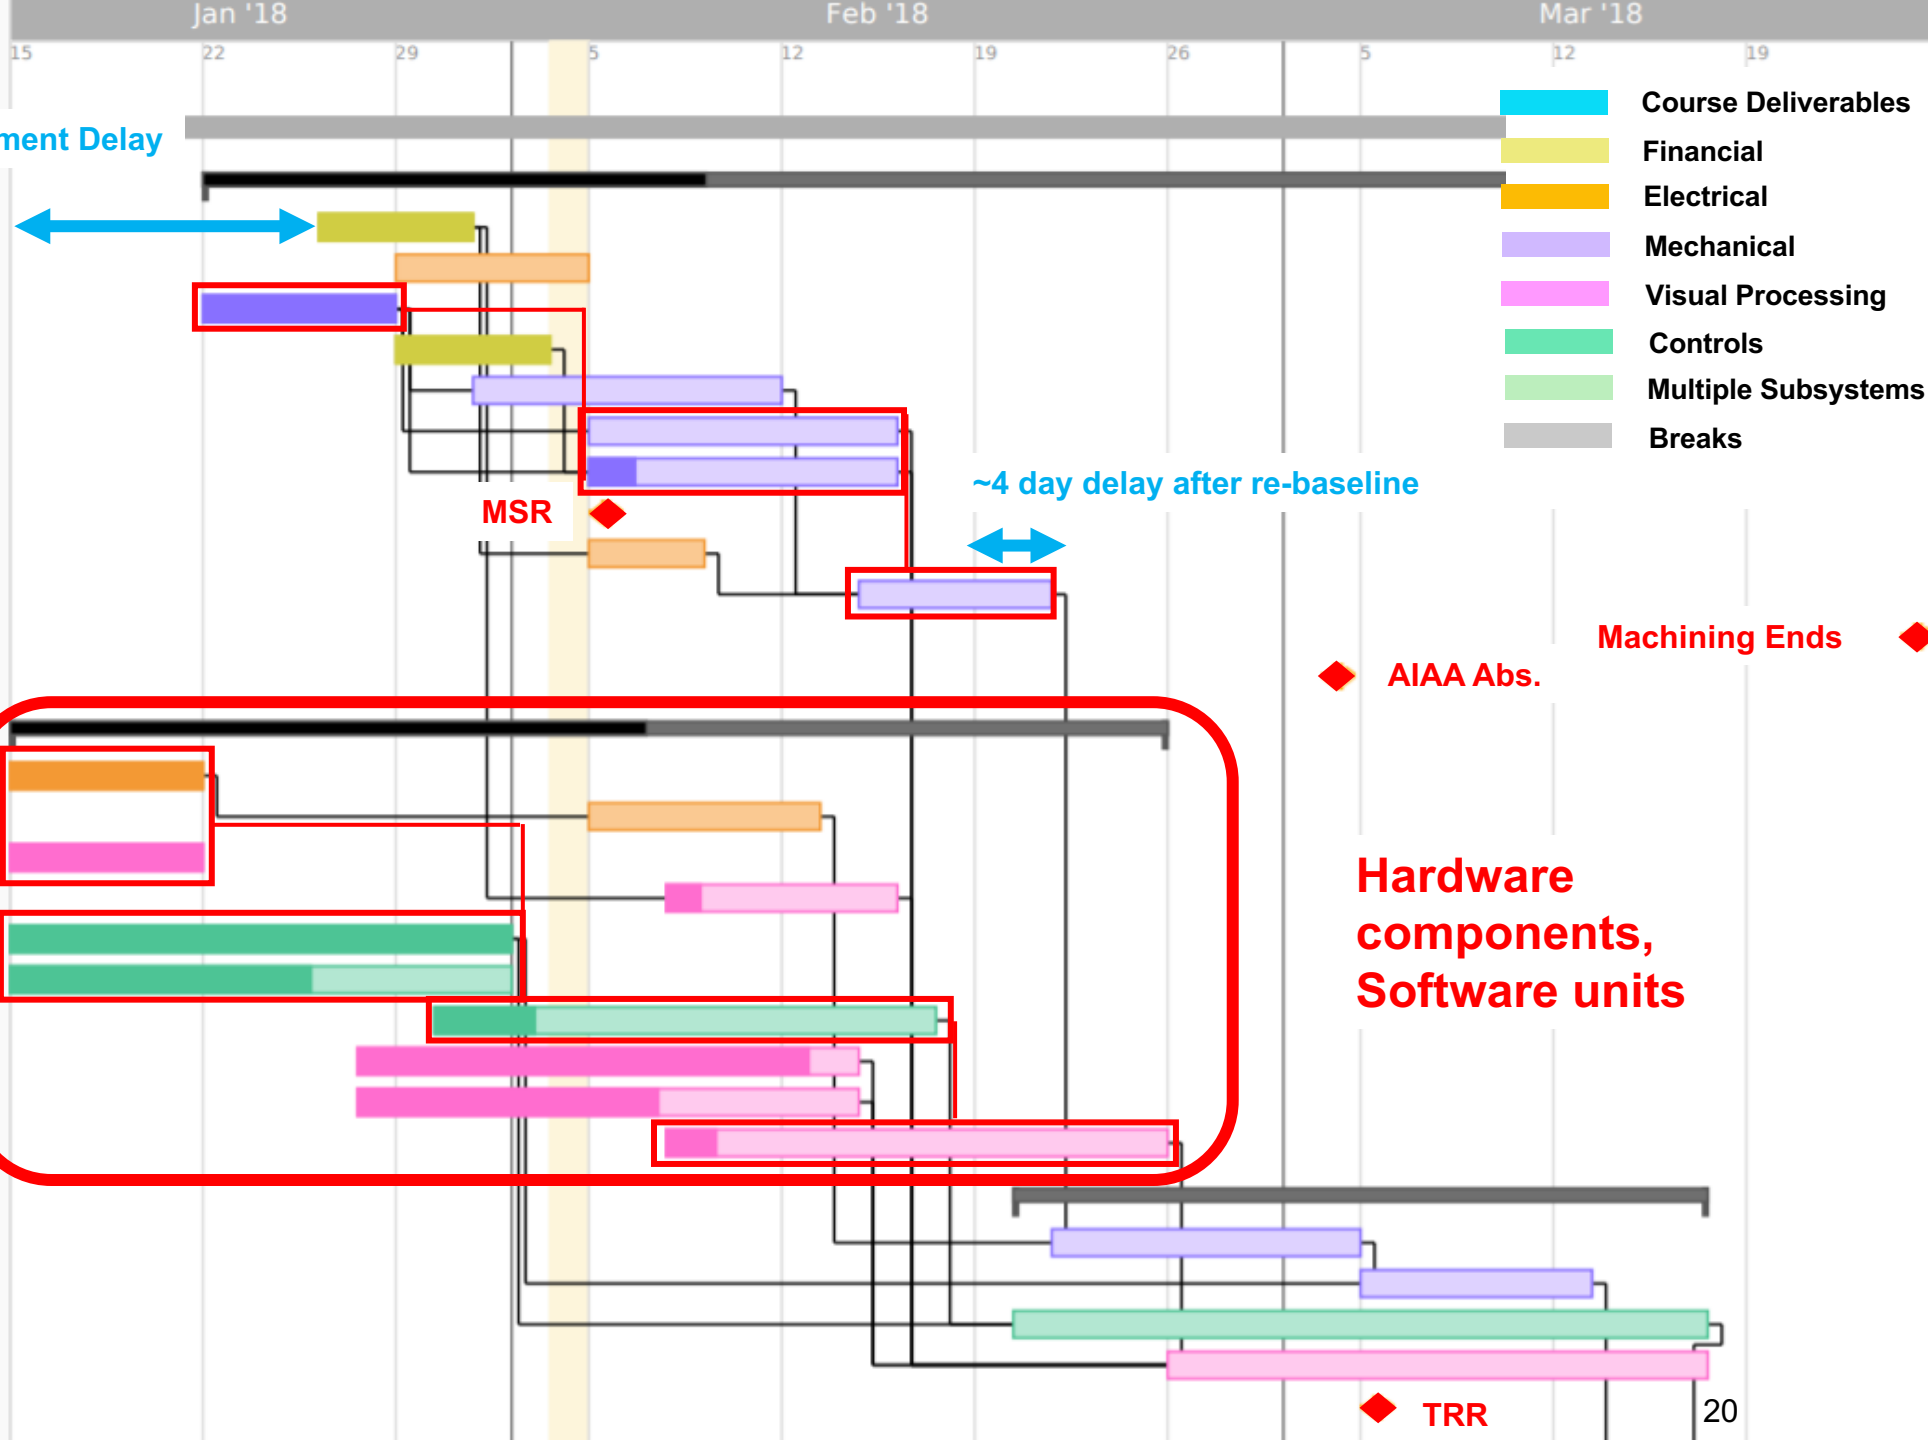 Jan '18 Feb '18 Mar '18
15 22 29 5 12 19 26 5 12 19
Course Deliverables
ment Delay
Financial
Electrical
Mechanical
Visual Processing
Controls
Multiple Subsystems
Breaks
~4 day delay after re-baseline
MSR
Machining Ends
AIAA Abs.
Hardware
components,
Software units
TRR
20